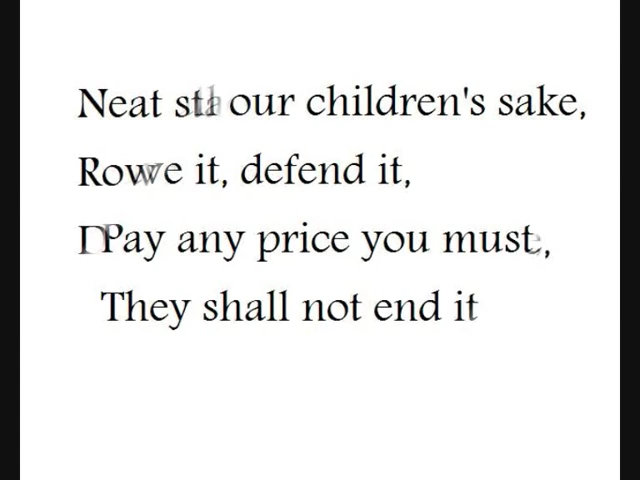 Neat our children's sake,
it, defend it,
Pay any price you must,
They shall not end it